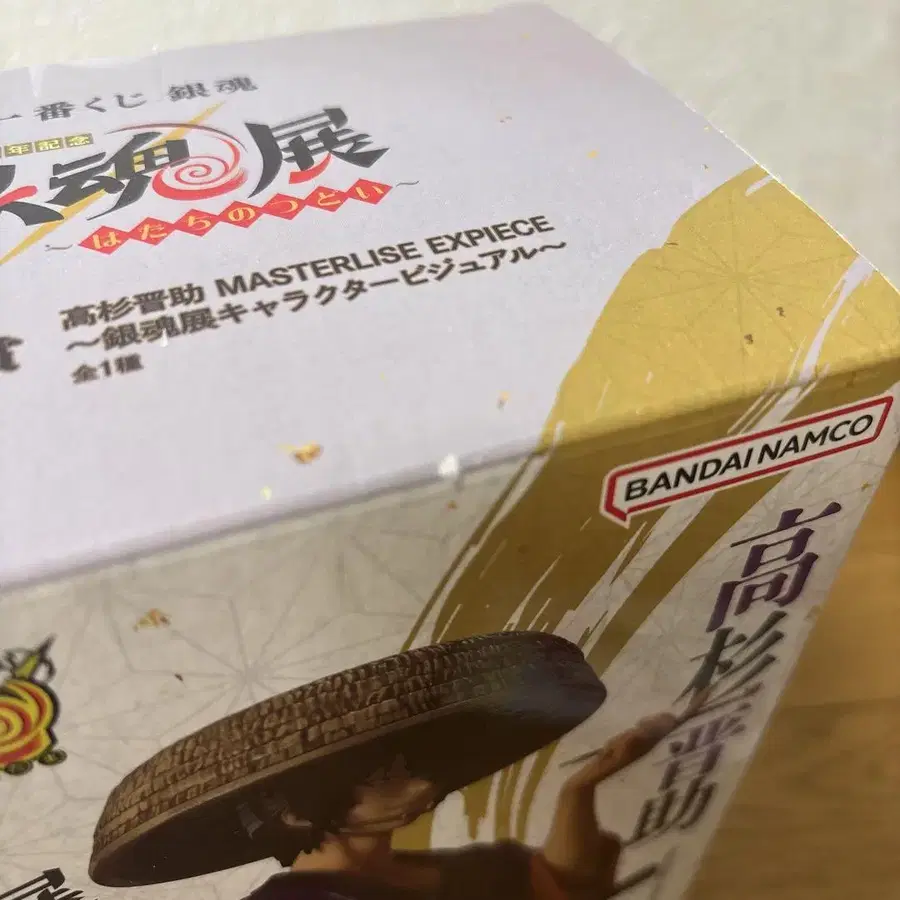 一番くじ 銀魂
年記念
魂展
~はたちのつどい~
賞
高杉晋助 MASTERLISE EXPIECE
~銀魂展キャラクタービジュアル~
全1種
BANDAI NAMCO
高杉晋助